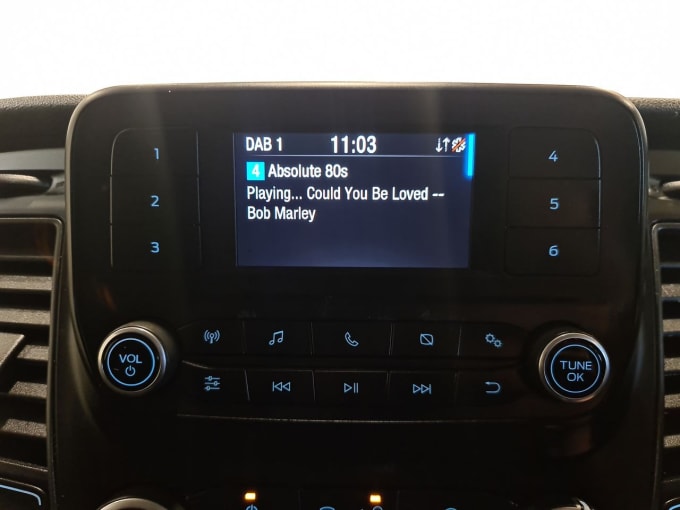 DAB 1 11:03
4 Absolute 80s
Playing... Could You Be Loved --
Bob Marley
1
2
3
4
5
6
VOL
TUNE
OK